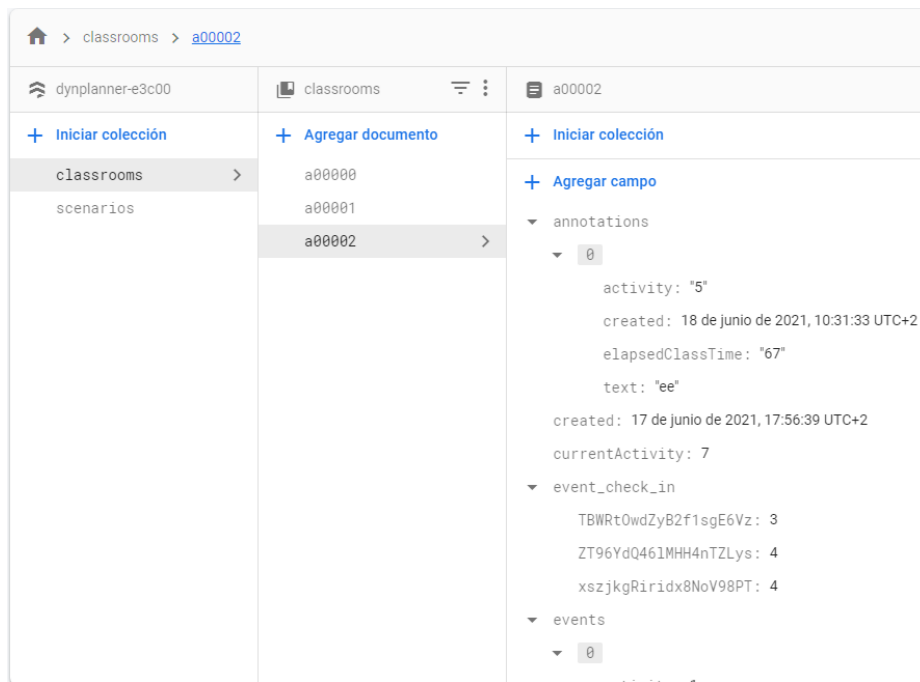 classrooms > a00002
dynplanner-e3c00
Iniciar colección
classrooms
scenarios
classrooms
Agregar documento
a00000
a00001
a00002
a00002
Iniciar colección
Agregar campo
annotations
0
activity: "5"
created: 18 de junio de 2021, 10:31:33 UTC+2
elapsedClassTime: "67"
text: "ee"
created: 17 de junio de 2021, 17:56:39 UTC+2
currentActivity: 7
event_check_in
TBWRtOwdZyB2f1sgE6Vz: 3
ZT96YdQ46lMHH4nTZLys: 4
xszjkgRiridx8NoV98PT: 4
events
0